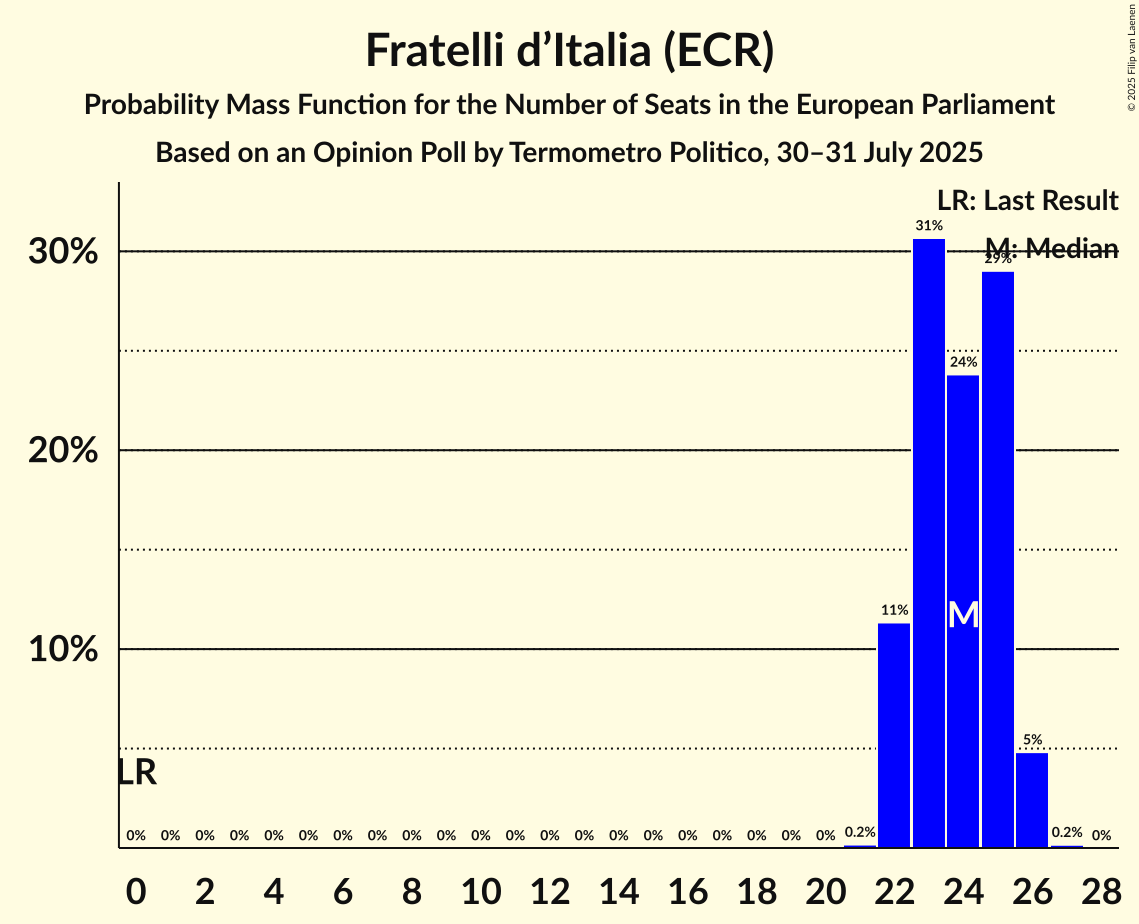 Fratelli d’Italia (ECR)
Probability Mass Function for the Number of Seats in the European Parliament
Based on an Opinion Poll by Termometro Politico, 30–31 July 2025
© 2025 Filip van Laenen
LR: Last Result
M: Median
30%
20%
10%
31%
29%
24%
11%
M
5%
LR
0% 0% 0% 0% 0% 0% 0% 0% 0% 0% 0% 0% 0% 0% 0% 0% 0% 0% 0% 0% 0% 0.2% 0.2% 0%
0 2 4 6 8 10 12 14 16 18 20 22 24 26 28